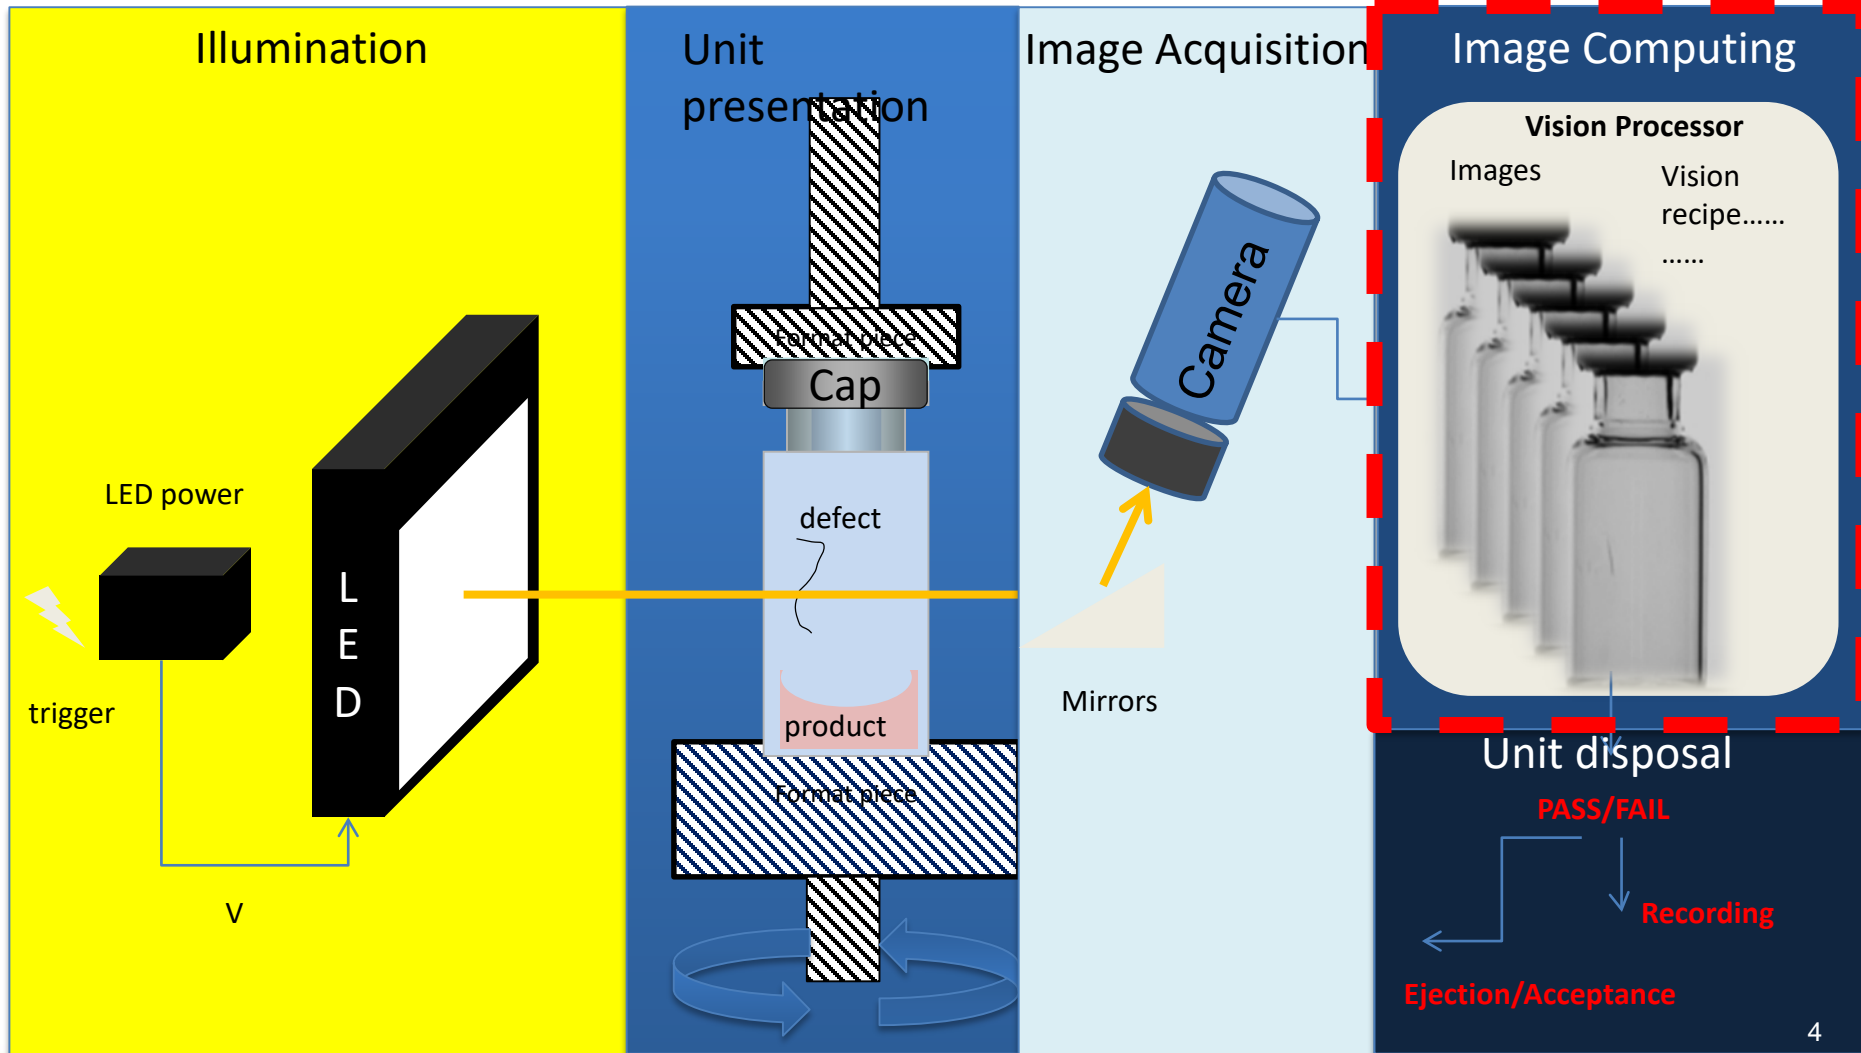 Illumination
LED power
trigger
L
E
D
V
Unit
presentation
Format piece
Cap
defect
product
Format piece
Image Acquisition
Camera
Mirrors
Image Computing
Vision Processor
Images
Vision
recipe......
......
Unit disposal
PASS/FAIL
Recording
Ejection/Acceptance
4